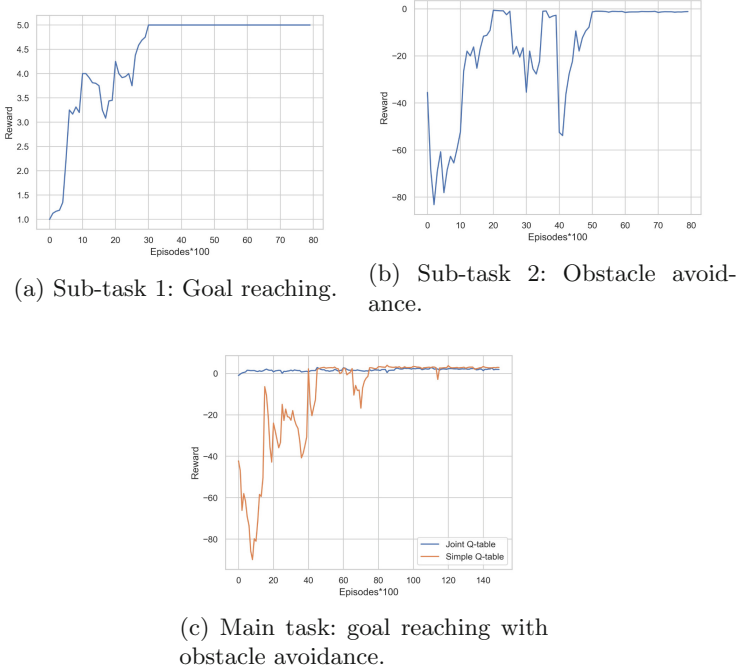 5.0
4.5
4.0
3.5
3.0
2.5
2.0
1.5
1.0
Reward
0 10 20 30 40 50 60 70 80
Episodes*100
(a) Sub-task 1: Goal reaching.
0
−20
−40
−60
−80
Reward
0 10 20 30 40 50 60 70 80
Episodes*100
(b) Sub-task 2: Obstacle avoid-
ance.
0
−20
−40
−60
−80
Reward
Joint Q-table
Simple Q-table
0 20 40 60 80 100 120 140
Episodes*100
(c) Main task: goal reaching with
obstacle avoidance.